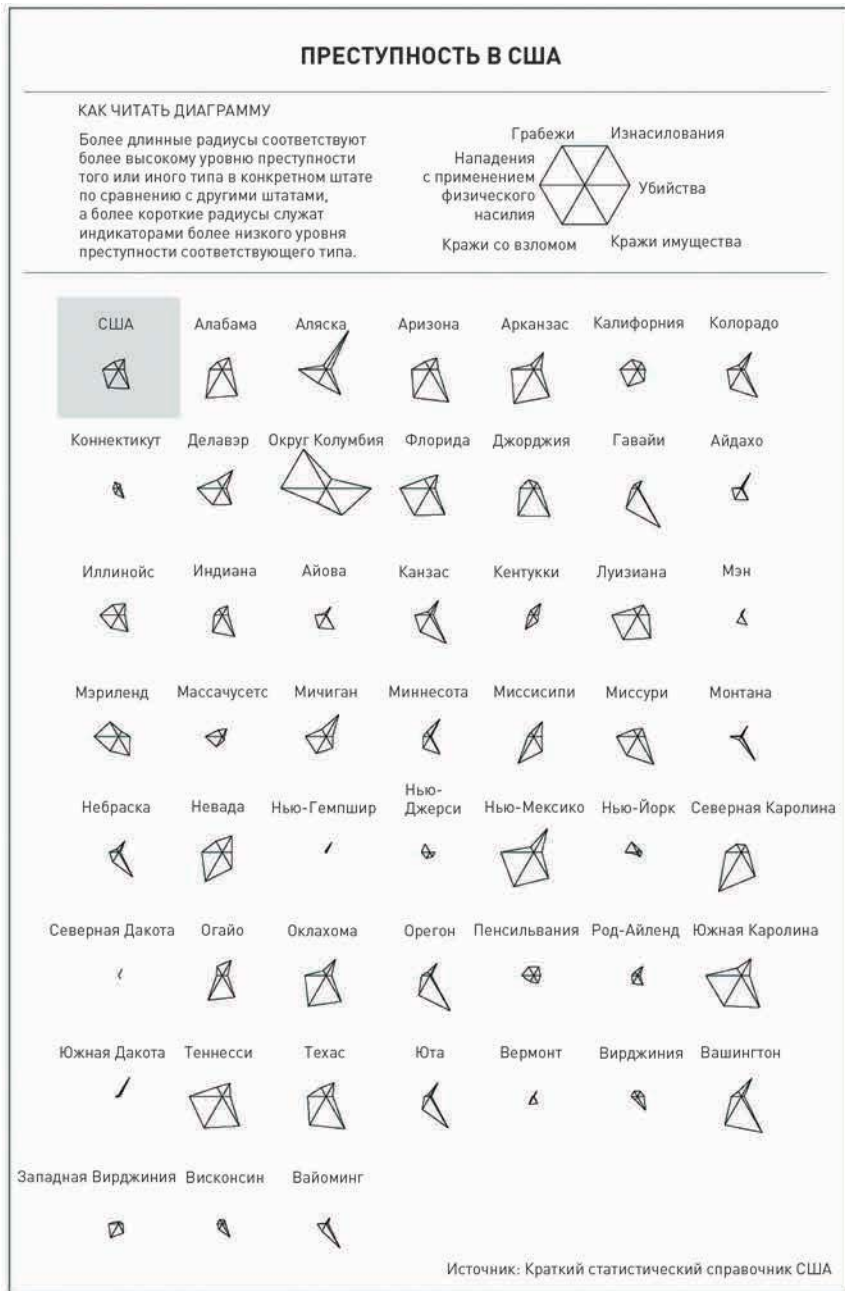 ПРЕСТУПНОСТЬ В США
КАК ЧИТАТЬ ДИАГРАММУ
Более длинные радиусы соответствуют
более высокому уровню преступности
того или иного типа в конкретном штате
по сравнению с другими штатами,
а более короткие радиусы служат
индикаторами более низкого уровня
преступности соответствующего типа.
Грабежи
Изнасилования
Нападения
с применением
физического
насилия
Убийства
Кражи со взломом
Кражи имущества
США
Алабама
Аляска
Аризона
Арканзас
Калифорния
Колорадо
Коннектикут
Делавэр
Округ Колумбия
Флорида
Джорджия
Гавайи
Айдахо
Иллинойс
Индиана
Айова
Канзас
Кентукки
Луизиана
Мэн
Мэриленд
Массачусетс
Мичиган
Миннесота
Миссисипи
Миссури
Монтана
Небраска
Невада
Нью-Гемпшир
Нью-
Джерси
Нью-Мексико
Нью-Йорк
Северная Каролина
Северная Дакота
Огайо
Оклахома
Орегон
Пенсильвания
Род-Айленд
Южная Каролина
Южная Дакота
Теннесси
Техас
Юта
Вермонт
Вирджиния
Вашингтон
Западная Вирджиния
Висконсин
Вайоминг
Источник: Краткий статистический справочник США